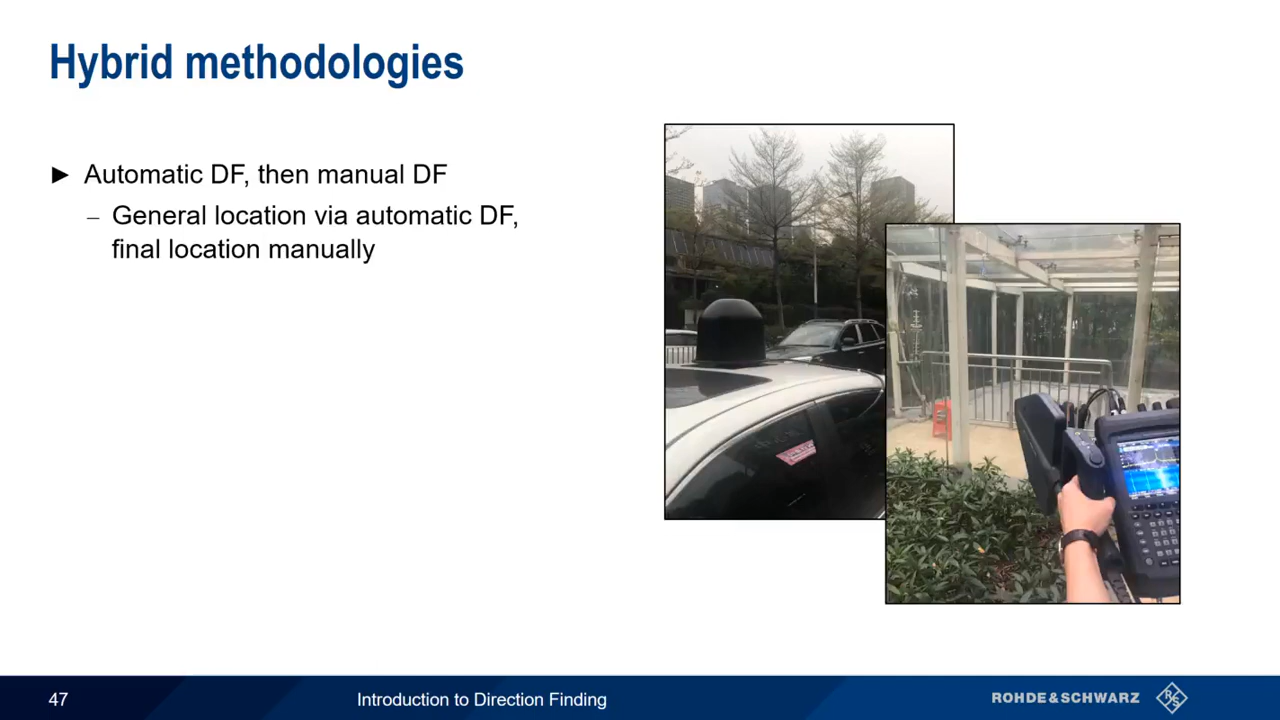 Hybrid methodologies
► Automatic DF, then manual DF
– General location via automatic DF,
final location manually
47
Introduction to Direction Finding
ROHDE&SCHWARZ
R&S